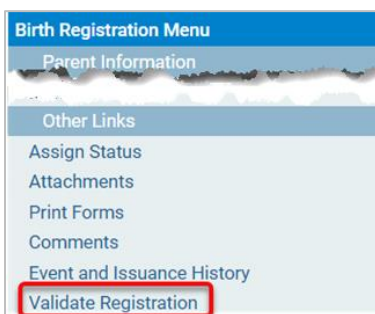 Birth Registration Menu
Parent Information
Other Links
Assign Status
Attachments
Print Forms
Comments
Event and Issuance History
Validate Registration